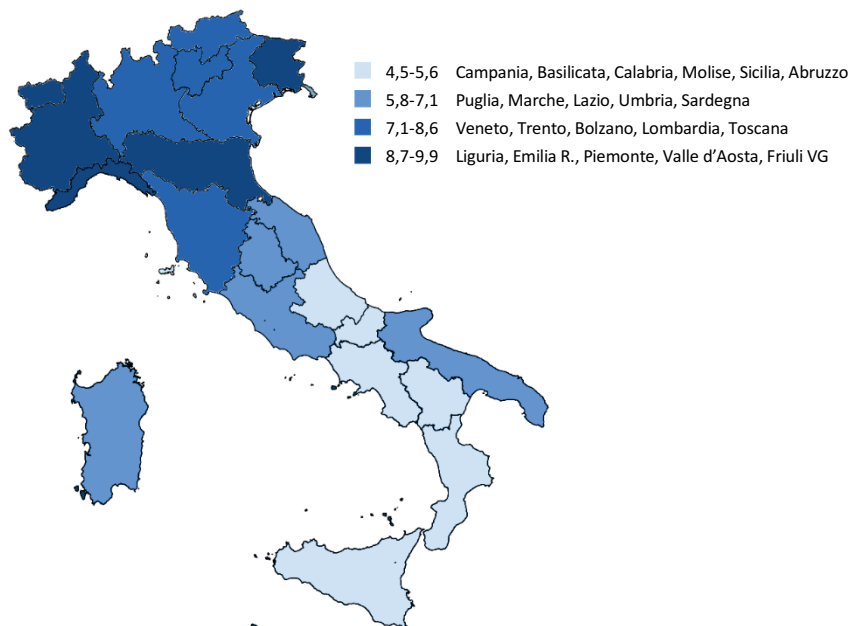 4,5-5,6 Campania, Basilicata, Calabria, Molise, Sicilia, Abruzzo
5,8-7,1 Puglia, Marche, Lazio, Umbria, Sardegna
7,1-8,6 Veneto, Trento, Bolzano, Lombardia, Toscana
8,7-9,9 Liguria, Emilia R., Piemonte, Valle d’Aosta, Friuli VG